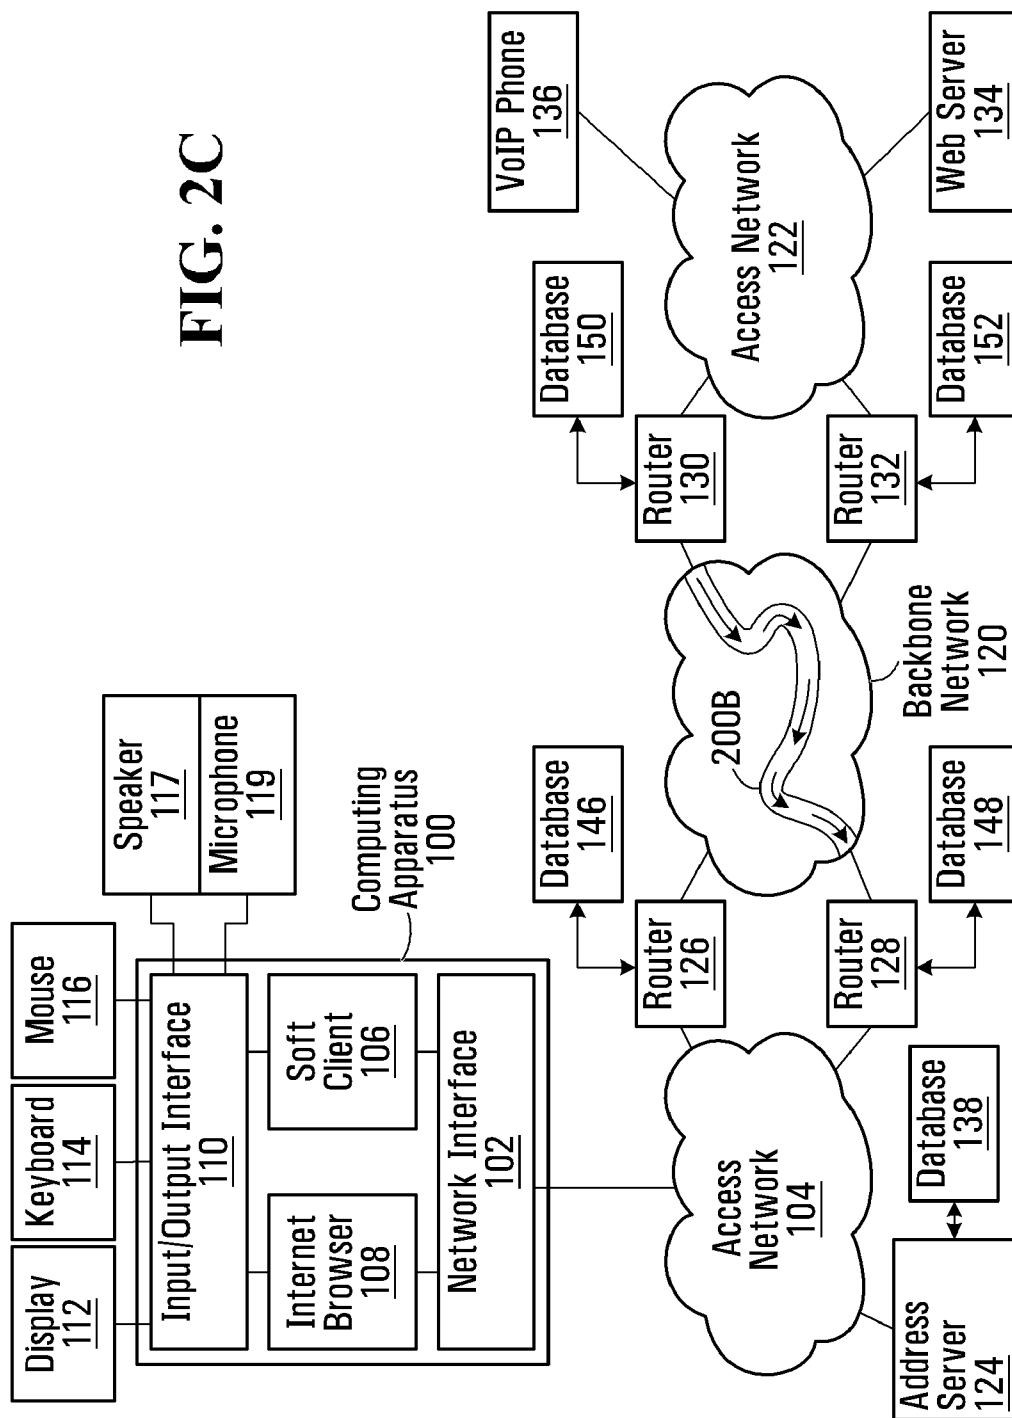 FIG. 2C
Display
112
Keyboard
114
Mouse
116
Speaker
117
Microphone
119
Input/Output Interface
110
Internet
Browser
108
Soft
Client
106
Network Interface
102
Computing
Apparatus
100
Access
Network
104
Address
Server
124
Database
138
Router
126
Database
146
Router
128
Database
148
200B
Backbone
Network
120
Router
130
Database
150
Router
132
Database
152
Access Network
122
VoIP Phone
136
Web Server
134